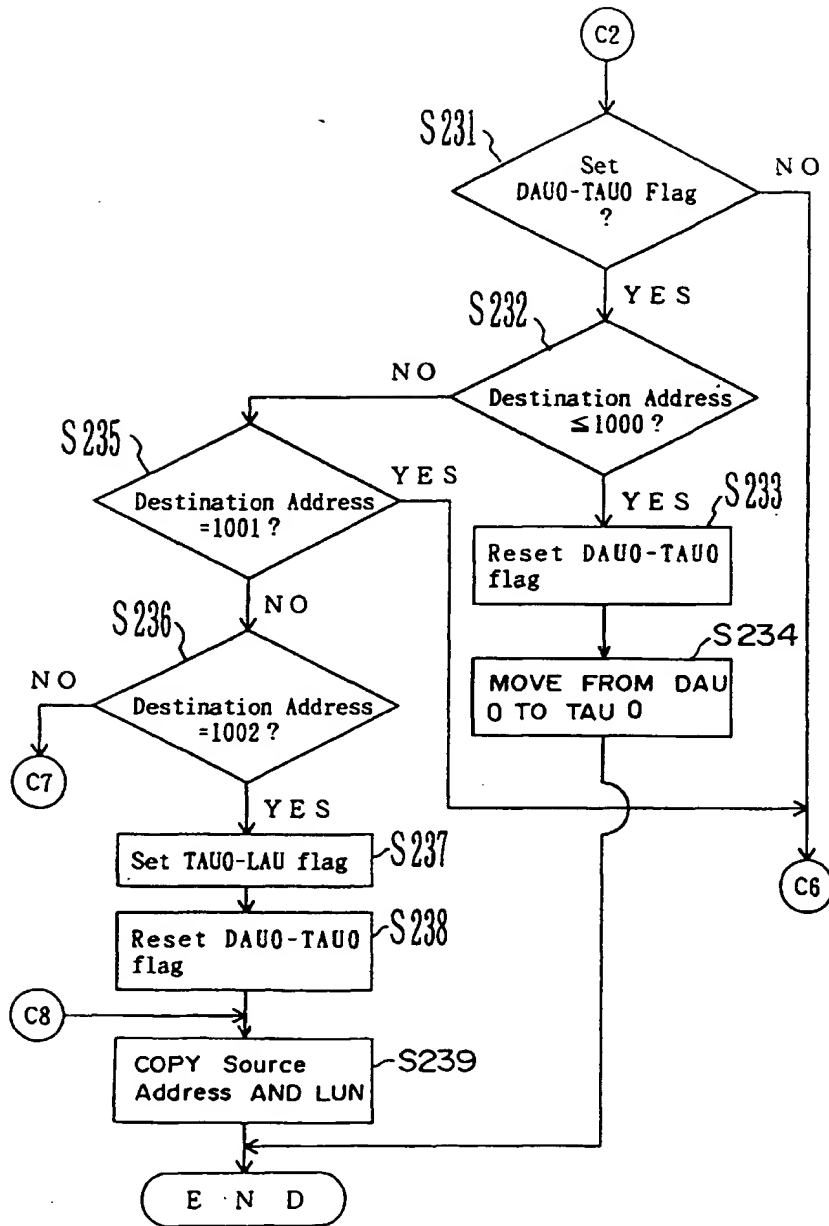 C2
S231
Set
DAU0-TAU0 Flag
?
NO
YES
S232
Destination Address
≦1000?
NO
YES
S235
Destination Address
=1001?
YES
NO
S233
Reset DAU0-TAU0
flag
S234
MOVE FROM DAU
0 TO TAU 0
S236
Destination Address
=1002?
NO
C7
YES
Set TAU0-LAU flag
S237
C6
Reset DAU0-TAU0
flag
S238
C8
COPY Source
Address AND LUN
S239
END